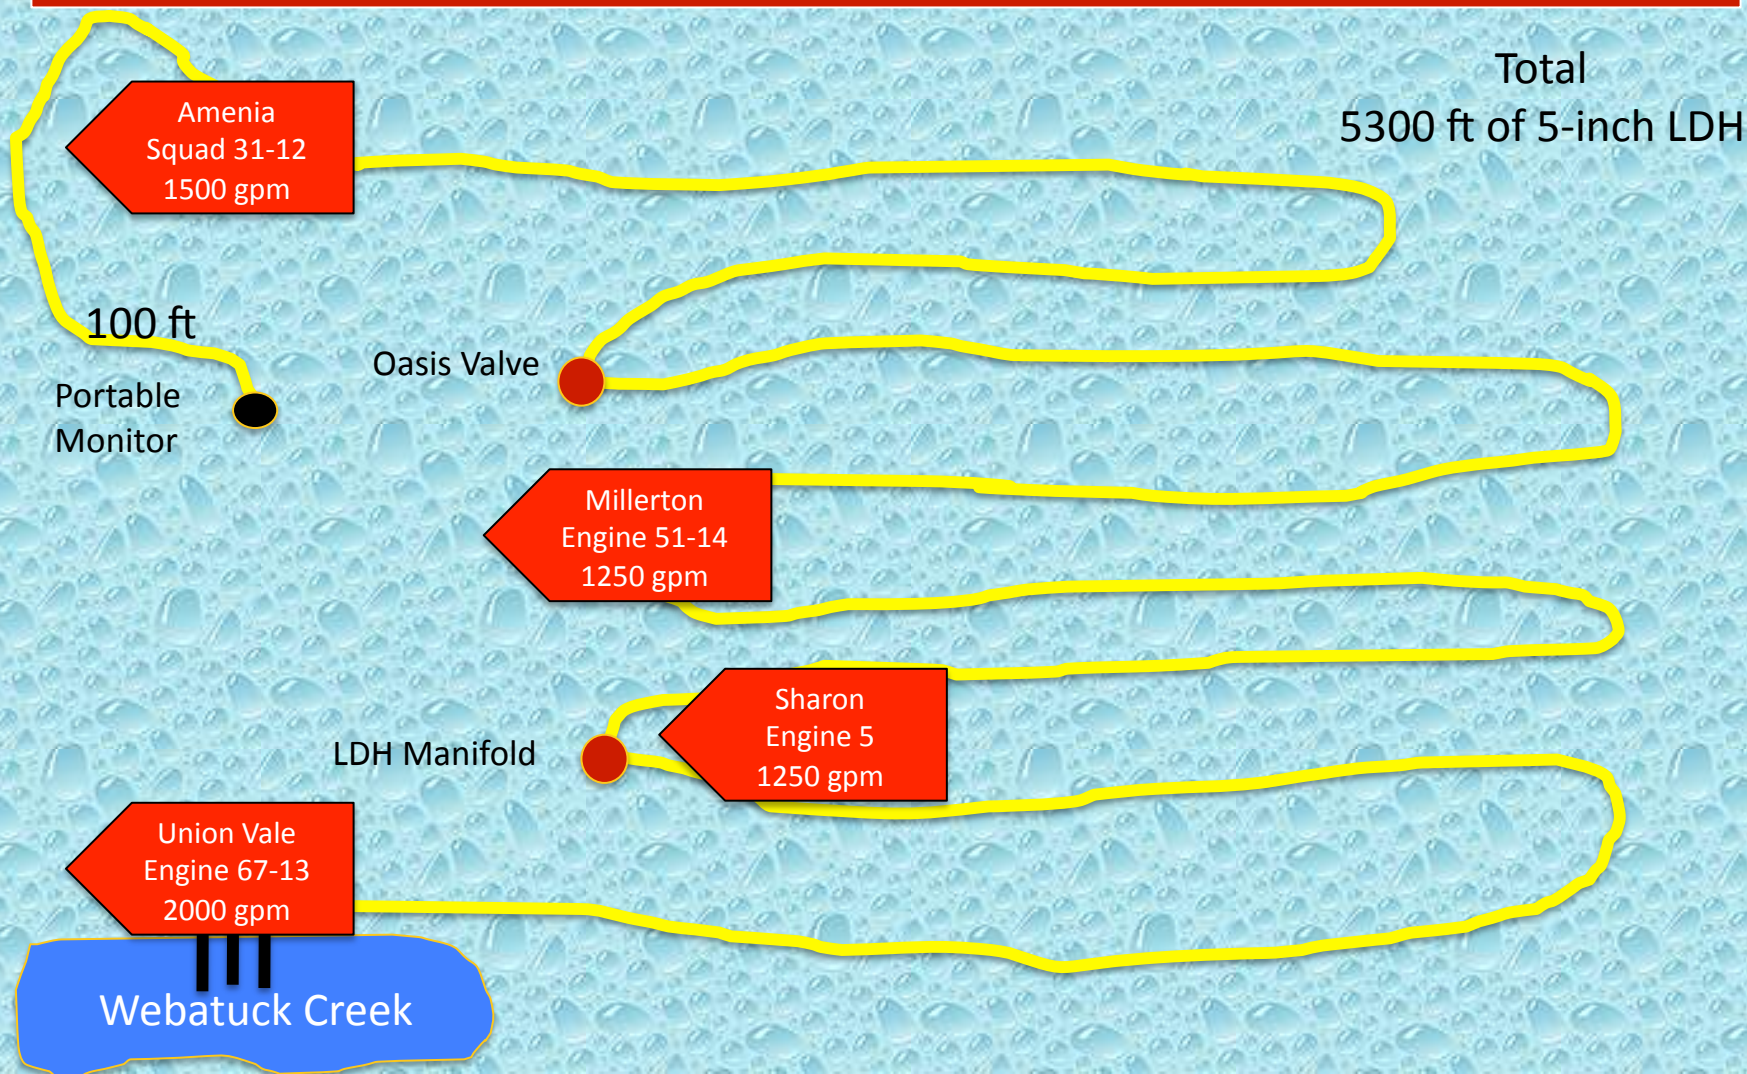 Total
5300 ft of 5-inch LDH
Amenia
Squad 31-12
1500 gpm
100 ft
Portable
Monitor
Oasis Valve
Millerton
Engine 51-14
1250 gpm
Sharon
Engine 5
1250 gpm
LDH Manifold
Union Vale
Engine 67-13
2000 gpm
Webatuck Creek